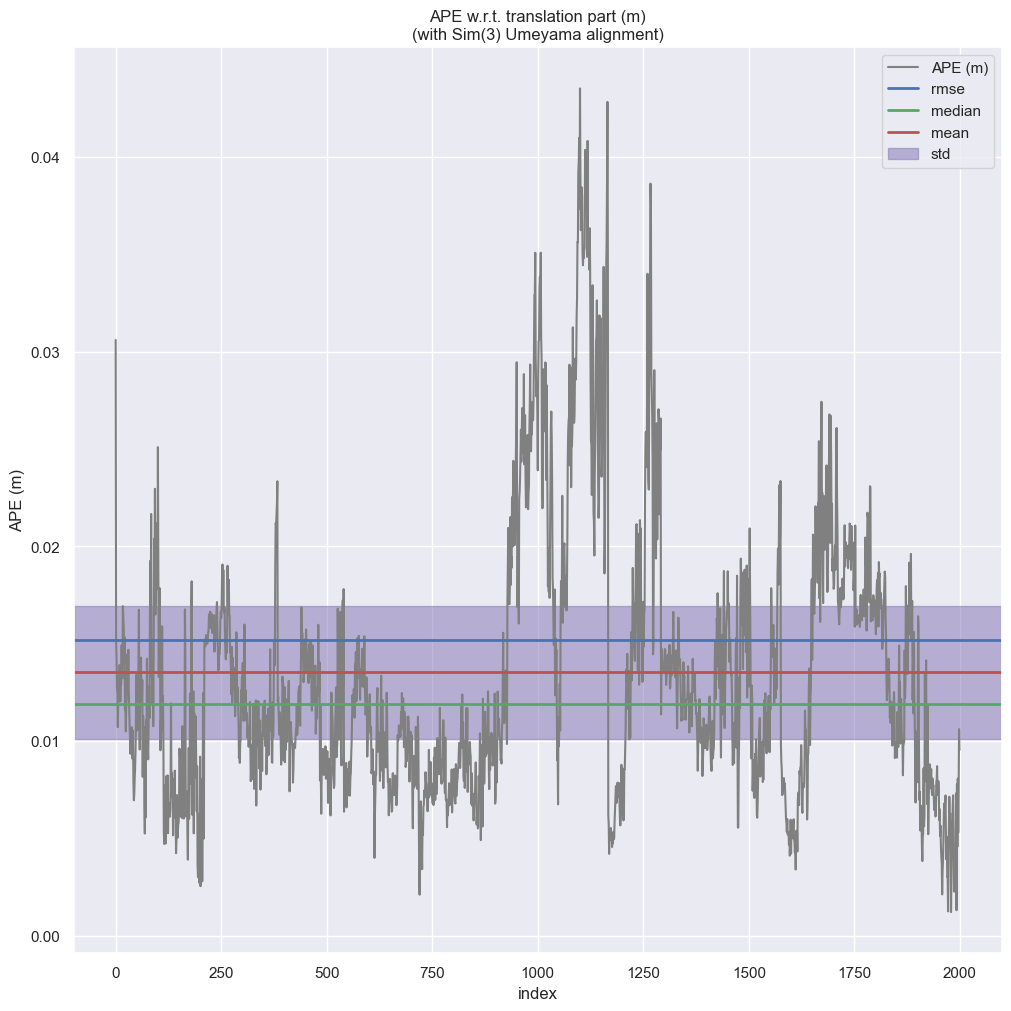 APE w.r.t. translation part (m)
(with Sim(3) Umeyama alignment)
APE (m)
rmse
median
mean
std
APE (m)
0.04
0.03
0.02
0.01
0.00
0
250
500
750
1000
1250
1500
1750
2000
index